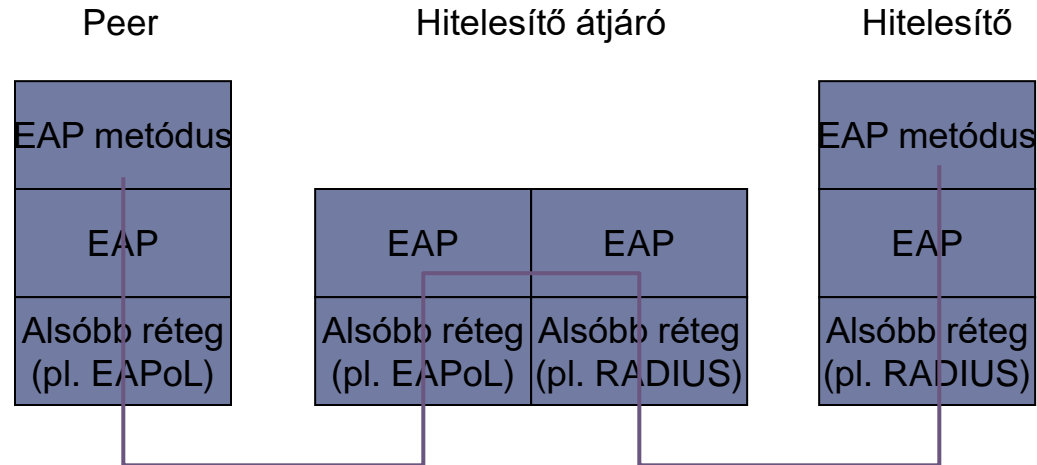 Peer
Hitelesítő átjáró
Hitelesítő
EAP metódus
EAP metódus
EAP
EAP
EAP
EAP
Alsóbb réteg
(pl. EAPoL)
Alsóbb réteg
(pl. EAPoL)
Alsóbb réteg
(pl. RADIUS)
Alsóbb réteg
(pl. RADIUS)